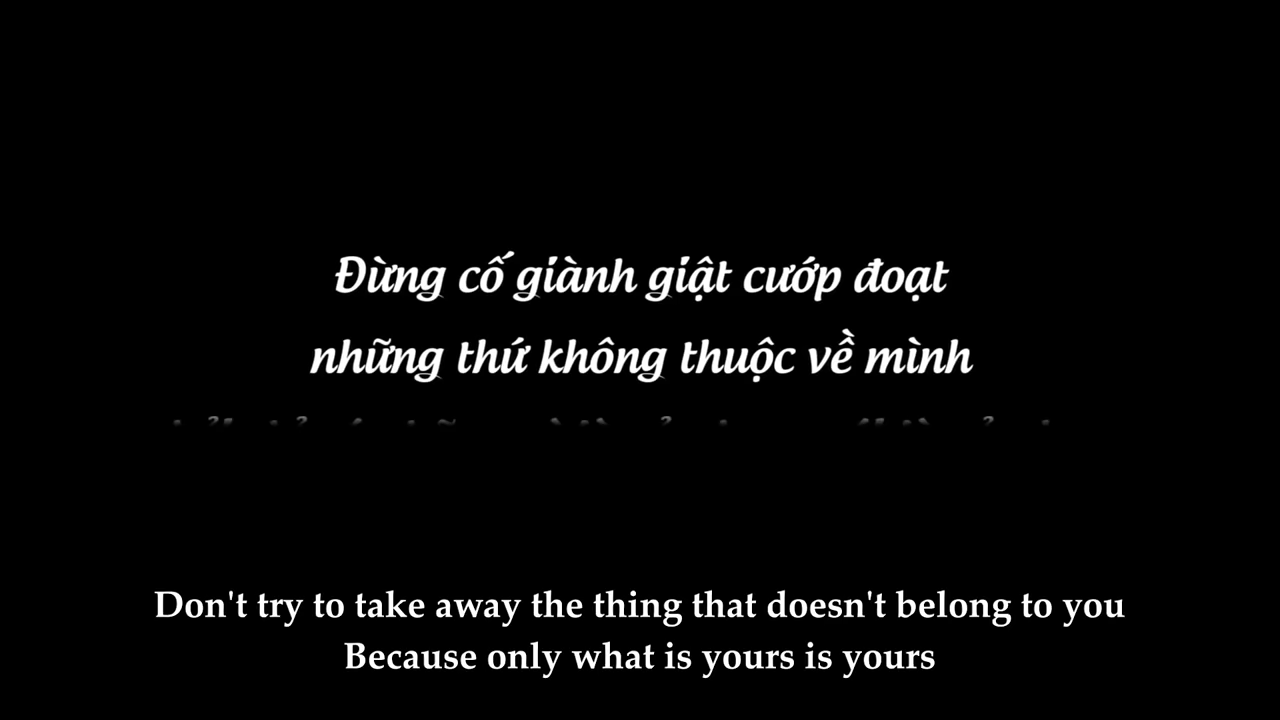 Đừng cố giành giật cướp đoạt
những thứ không thuộc về mình
Don't try to take away the thing that doesn't belong to you
Because only what is yours is yours